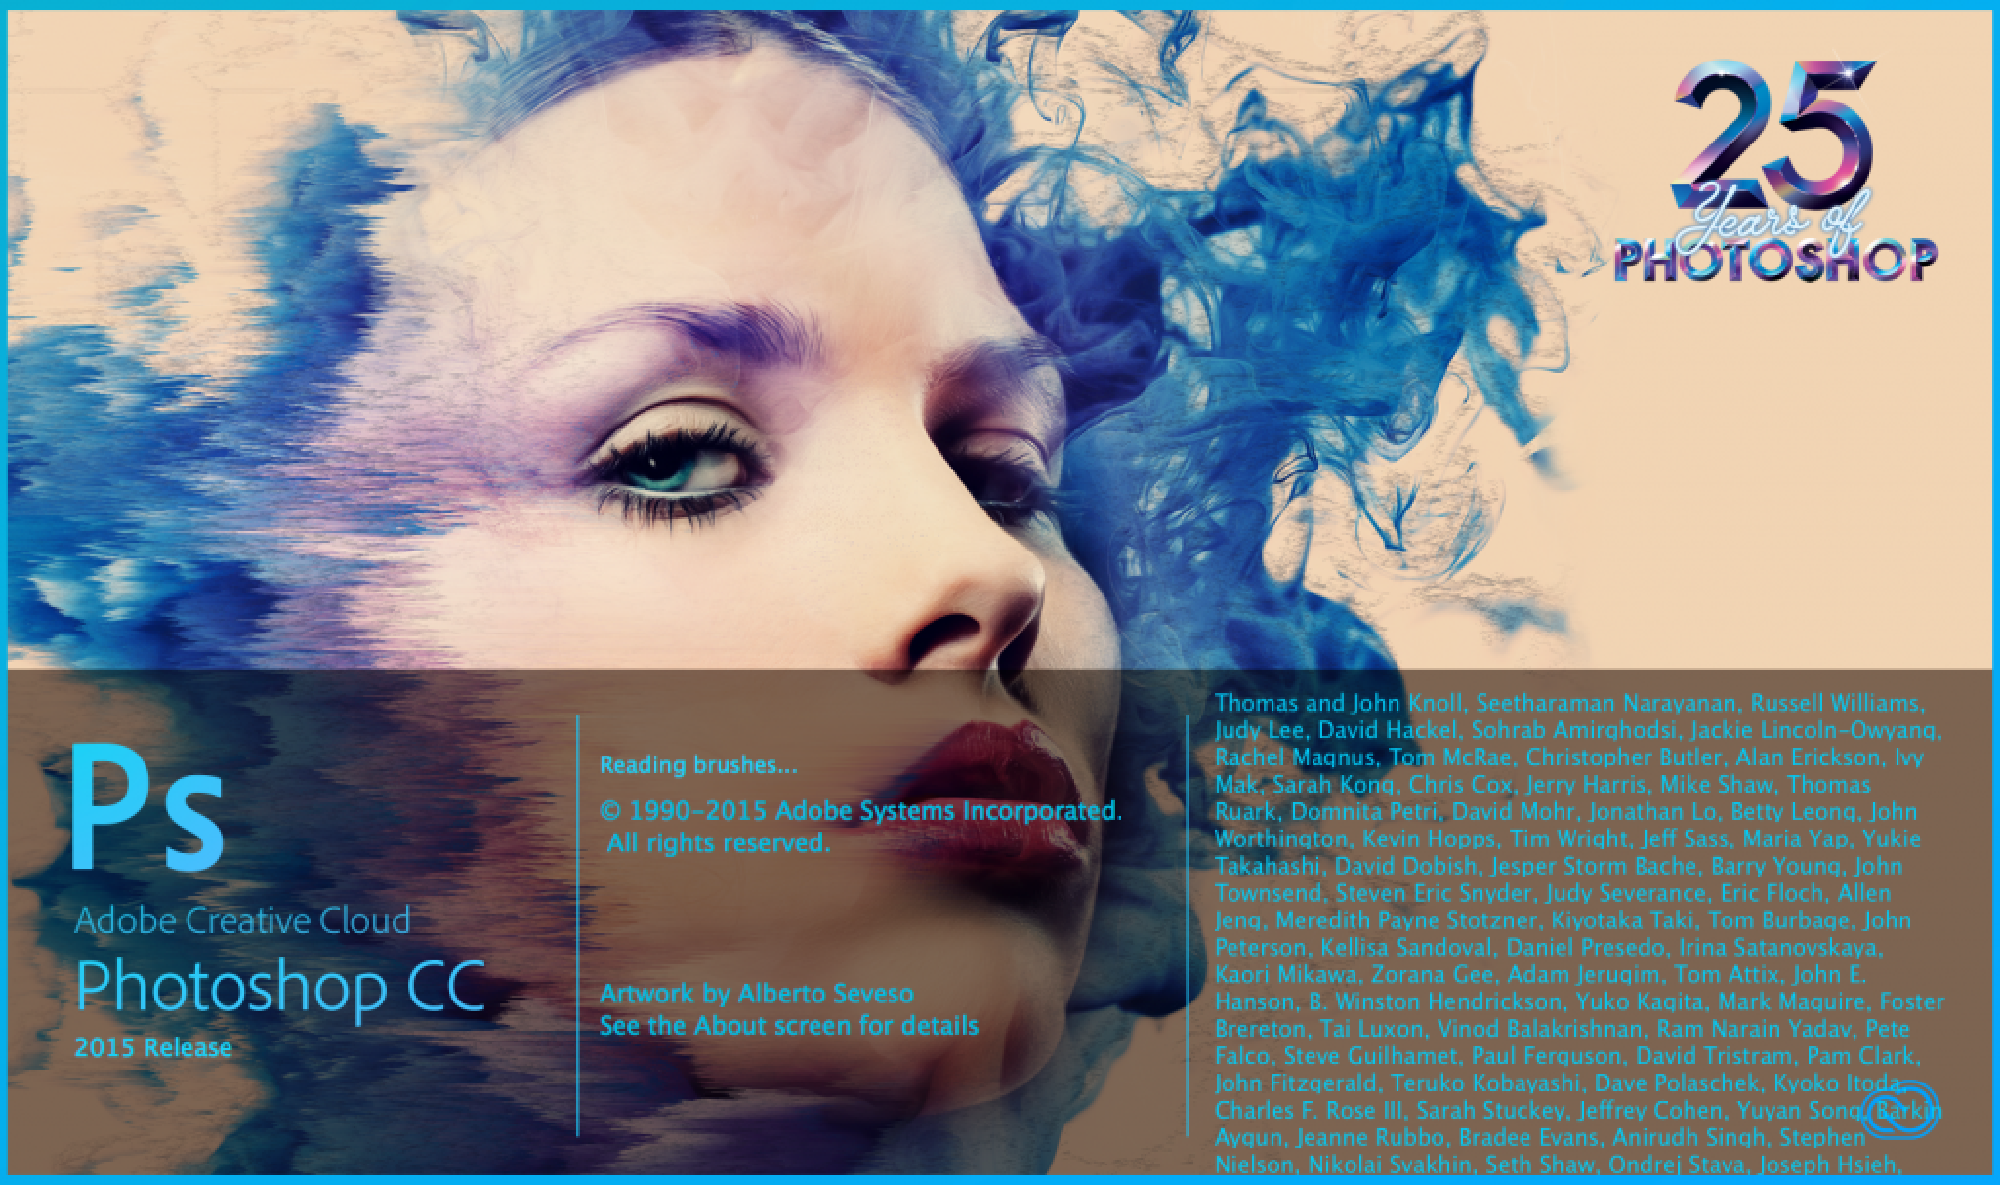 25
Years of
PHOTOSHOP
Ps
Adobe Creative Cloud
Photoshop CC
2015 Release
Reading brushes...
© 1990-2015 Adobe Systems Incorporated.
All rights reserved.
Artwork by Alberto Seveso
See the About screen for details
Thomas and John Knoll, Seetharaman Narayanan, Russell Williams,
Judy Lee, David Hackel, Sohrab Amirghodsi, Jackie Lincoln-Owyang,
Rachel Magnus, Tom McRae, Christopher Butler, Alan Erickson, Ivy
Mak, Sarah Kong, Chris Cox, Jerry Harris, Mike Shaw, Thomas
Ruark, Domnita Petri, David Mohr, Jonathan Lo, Betty Leong, John
Worthington, Kevin Hopps, Tim Wright, Jeff Sass, Maria Yap, Yukie
Takahashi, David Dobish, Jesper Storm Bache, Barry Young, John
Townsend, Steven Eric Snyder, Judy Severance, Eric Floch, Allen
Jeng, Meredith Payne Stotzner, Kiyotaka Taki, Tom Burbage, John
Peterson, Kellisa Sandoval, Daniel Presedo, Irina Satanovskaya,
Kaori Mikawa, Zorana Gee, Adam Jerugim, Tom Attix, John E.
Hanson, B. Winston Hendrickson, Yuko Kagita, Mark Maguire, Foster
Brereton, Tai Luxon, Vinod Balakrishnan, Ram Narain Yadav, Pete
Falco, Steve Guilhamet, Paul Ferguson, David Tristram, Pam Clark,
John Fitzgerald, Teruko Kobayashi, Dave Polaschek, Kyoko Itoda,
Charles F. Rose III, Sarah Stuckey, Jeffrey Cohen, Yuyan Song, Barkin
Aygun, Jeanne Rubbo, Bradee Evans, Anirudh Singh, Stephen
Nielson, Nikolai Svakhin, Seth Shaw, Ondrej Stava, Joseph Hsieh,